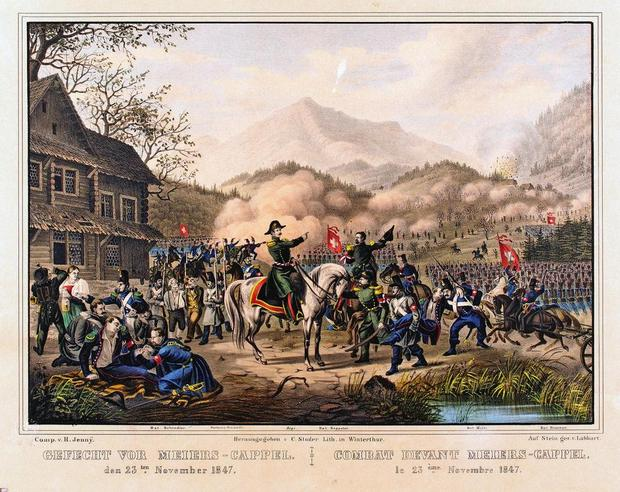 Comp. v. H. Jenny. Herausgegeben v. C. Studer Lith. in Winterthur. Auf Stein gez. v. Labhart.
GEFECHT VOR MEIERS-CAPPEL. COMBAT DEVANT MEIERS-CAPPEL.
den 23ten November 1847. le 23ème Novembre 1847.